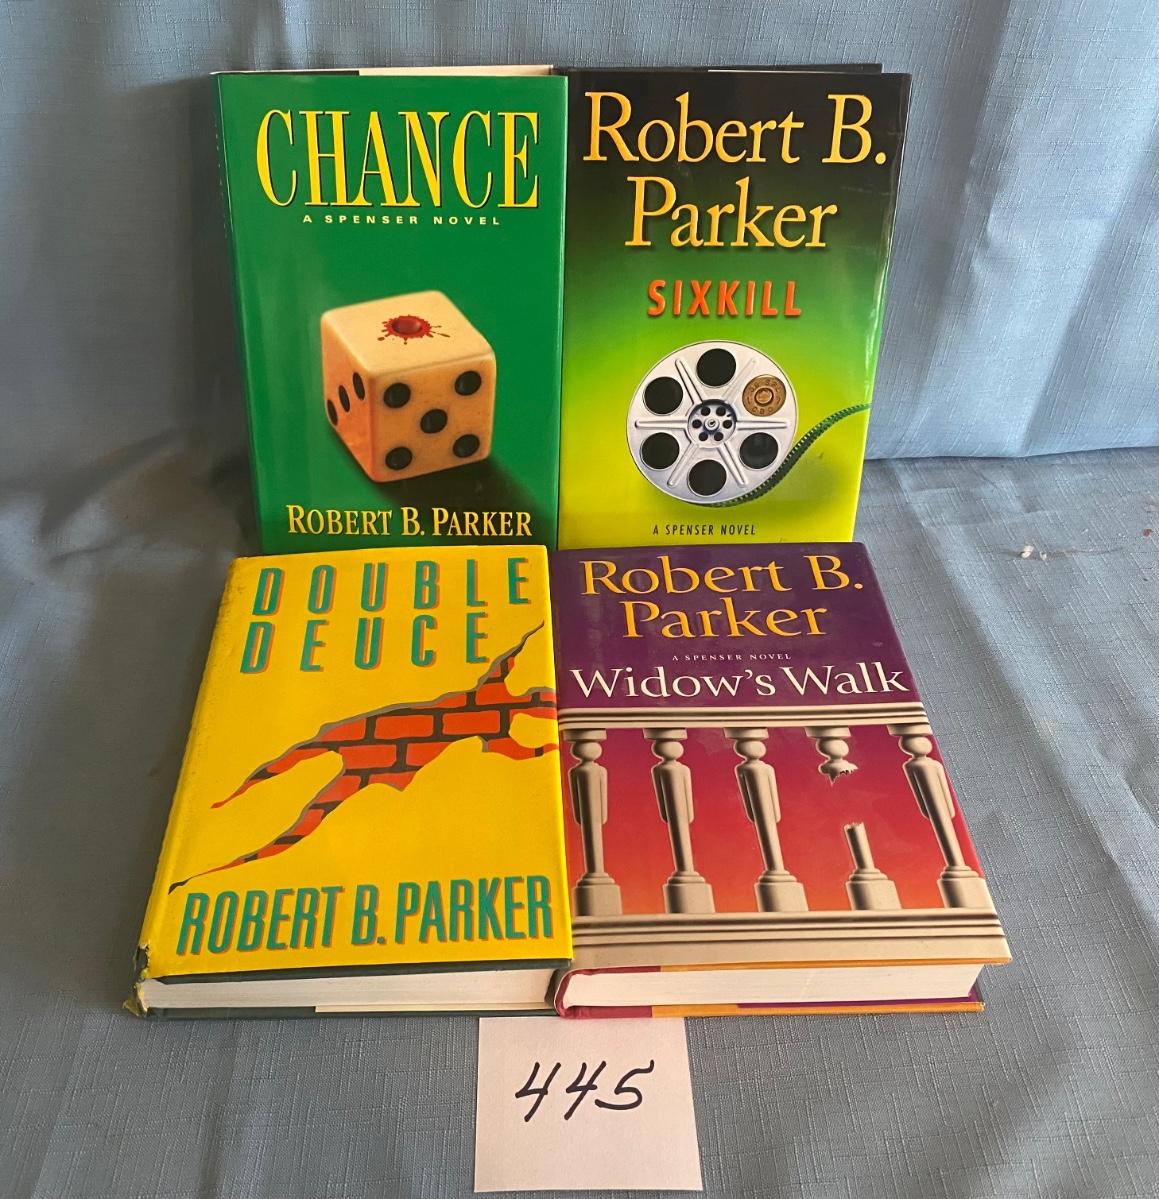 CHANCE
A SPENSER NOVEL
ROBERT B. PARKER
Robert B.
Parker
SIXKILL
A SPENSER NOVEL
DOUBLE
DEUCE
ROBERT B. PARKER
Robert B.
Parker
A SPENSER NOVEL
Widow's Walk
445